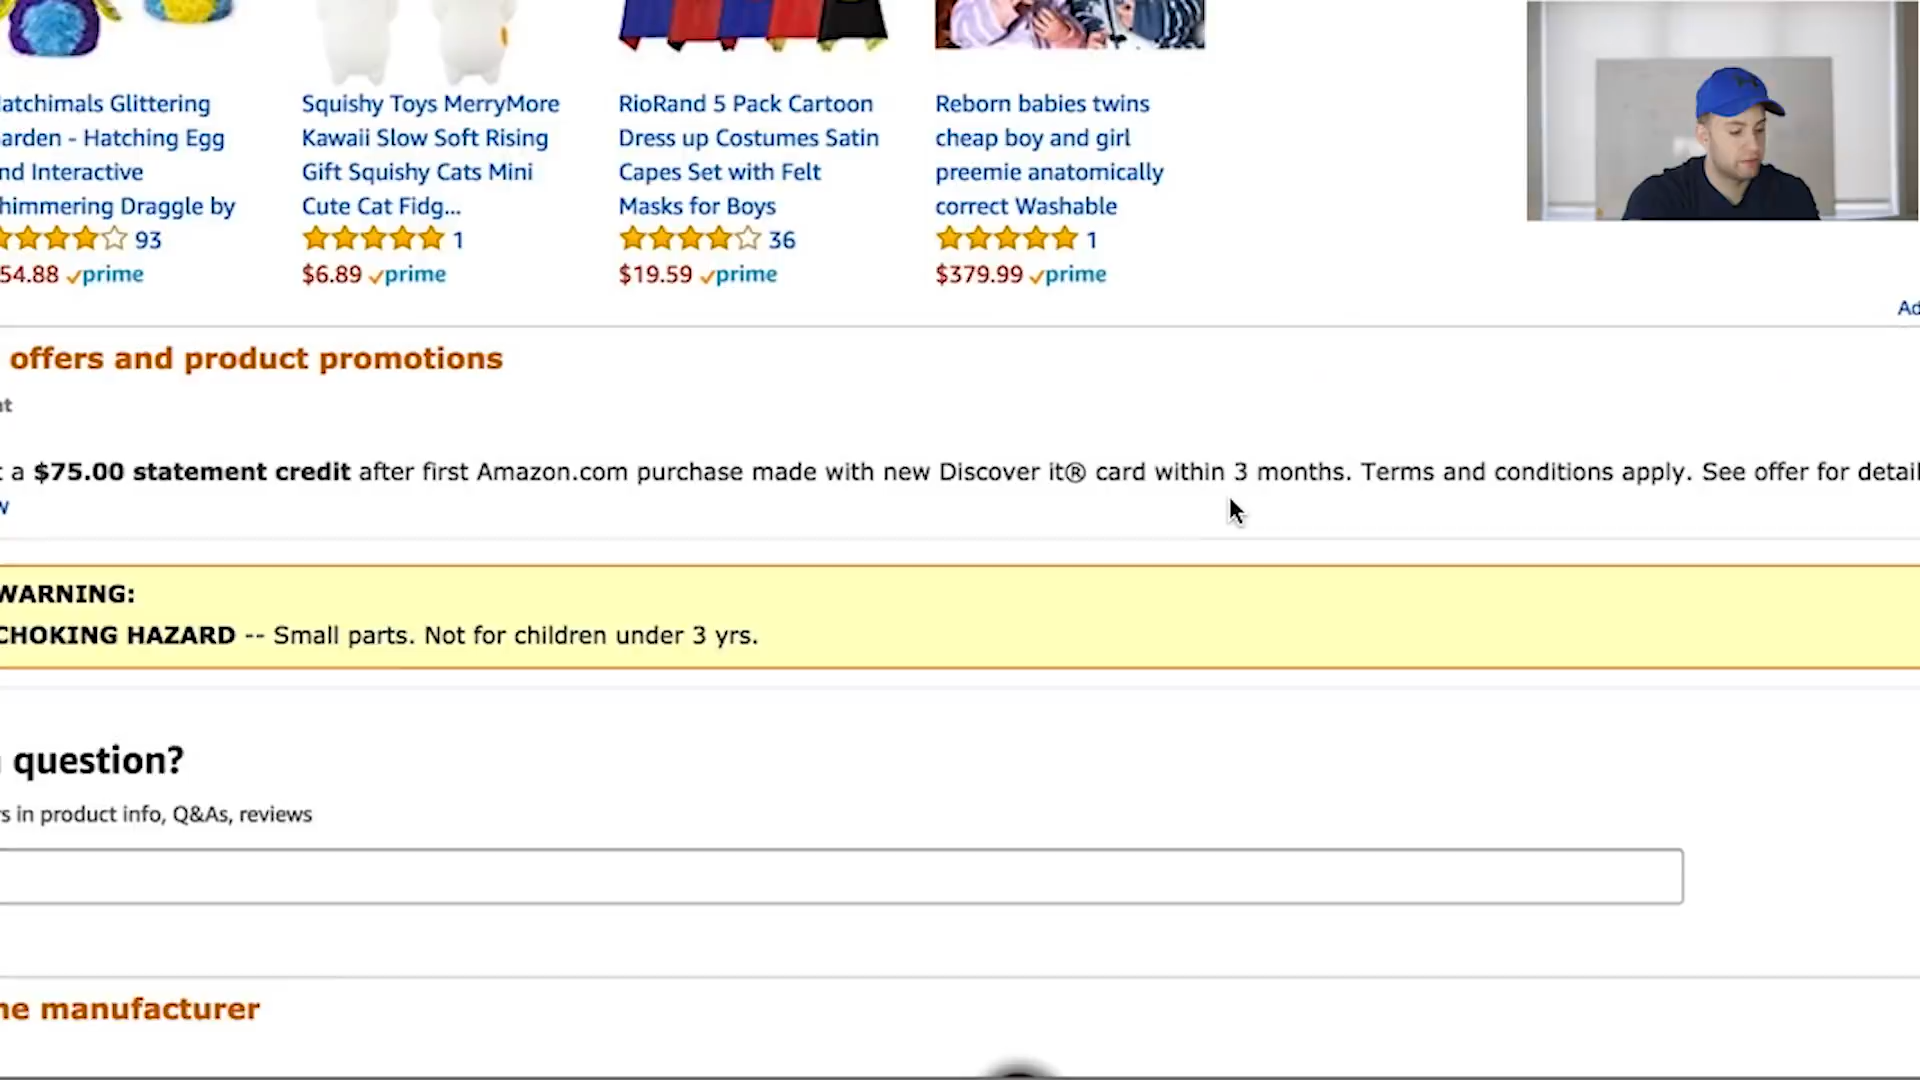 atchimals Glittering
arden - Hatching Egg
nd Interactive
himmering Draggle by
93
54.88 prime
Squishy Toys MerryMore
Kawaii Slow Soft Rising
Gift Squishy Cats Mini
Cute Cat Fidg...
1
$6.89 prime
RioRand 5 Pack Cartoon
Dress up Costumes Satin
Capes Set with Felt
Masks for Boys
36
$19.59 prime
Reborn babies twins
cheap boy and girl
preemie anatomically
correct Washable
1
$379.99 prime
Ad
offers and product promotions
nt
t a $75.00 statement credit after first Amazon.com purchase made with new Discover it® card within 3 months. Terms and conditions apply. See offer for detail
w
WARNING:
CHOKING HAZARD -- Small parts. Not for children under 3 yrs.
question?
rs in product info, Q&As, reviews
he manufacturer